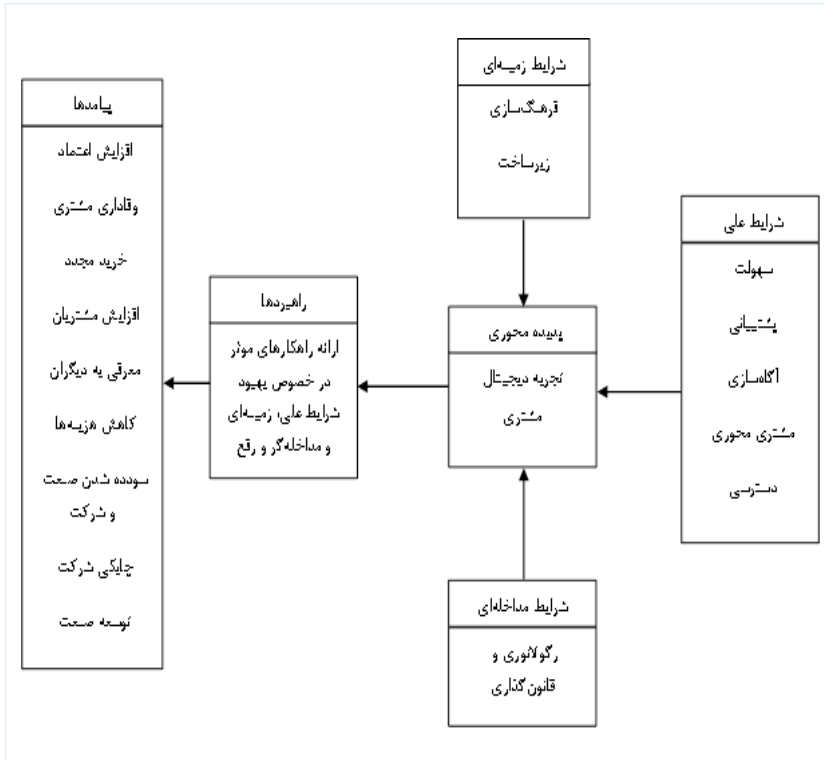 شرایط زمینه‌ای
فرهنگ‌سازی
زیرساخت
شرایط علی
سهولت
پشتیبانی
آگاه‌سازی
مشتری محوری
دسترسی
پدیده محوری
تجربه دیجیتال
مشتری
شرایط مداخله‌ای
رگولاتوری و
قانون‌گذاری
راهبردها
ارائه راهکارهای موثر
در خصوص بهبود
شرایط علی، زمینه‌ای
و مداخله‌گر و رفع
پیامدها
افزایش اعتماد
وفاداری مشتری
خرید مجدد
افزایش مشتریان
معرفی به دیگران
کاهش هزینه‌ها
سودده شدن صنعت
و شرکت
چابکی شرکت
توسعه صنعت